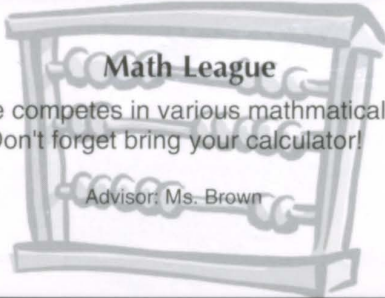 Math League
e competes in various mathmatical
Don't forget bring your calculator!
Advisor: Ms. Brown